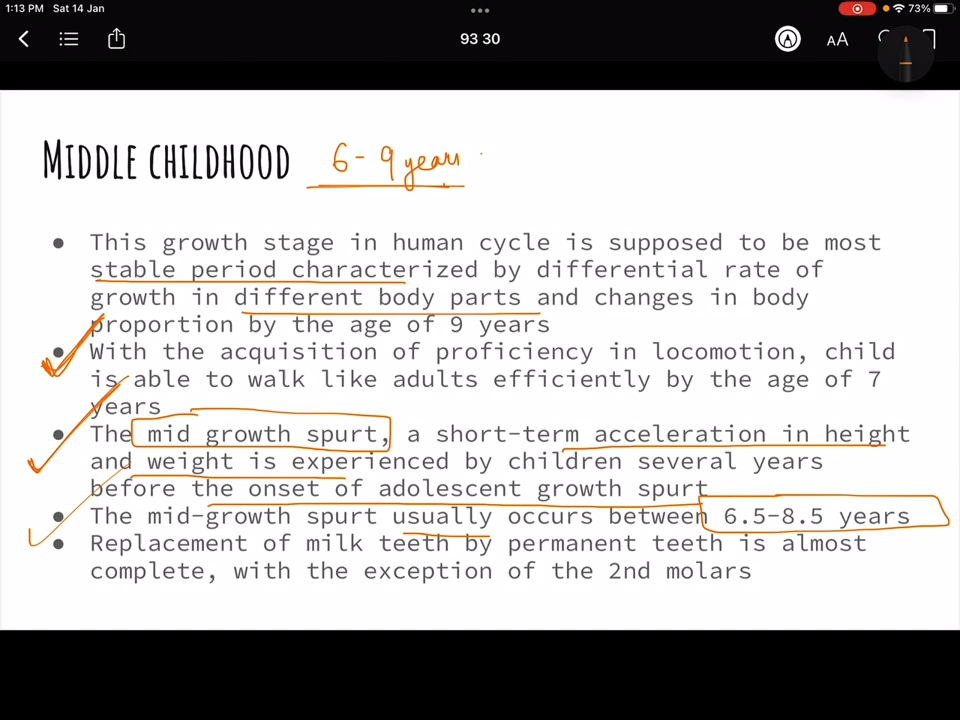 1:13 PM Sat 14 Jan
73%
93 30
AA
MIDDLE CHILDHOOD 6 - 9 years
● This growth stage in human cycle is supposed to be most
stable period characterized by differential rate of
growth in different body parts and changes in body
proportion by the age of 9 years
● With the acquisition of proficiency in locomotion, child
is able to walk like adults efficiently by the age of 7
years
● The mid growth spurt, a short-term acceleration in height
and weight is experienced by children several years
before the onset of adolescent growth spurt
● The mid-growth spurt usually occurs between 6.5-8.5 years
● Replacement of milk teeth by permanent teeth is almost
complete, with the exception of the 2nd molars